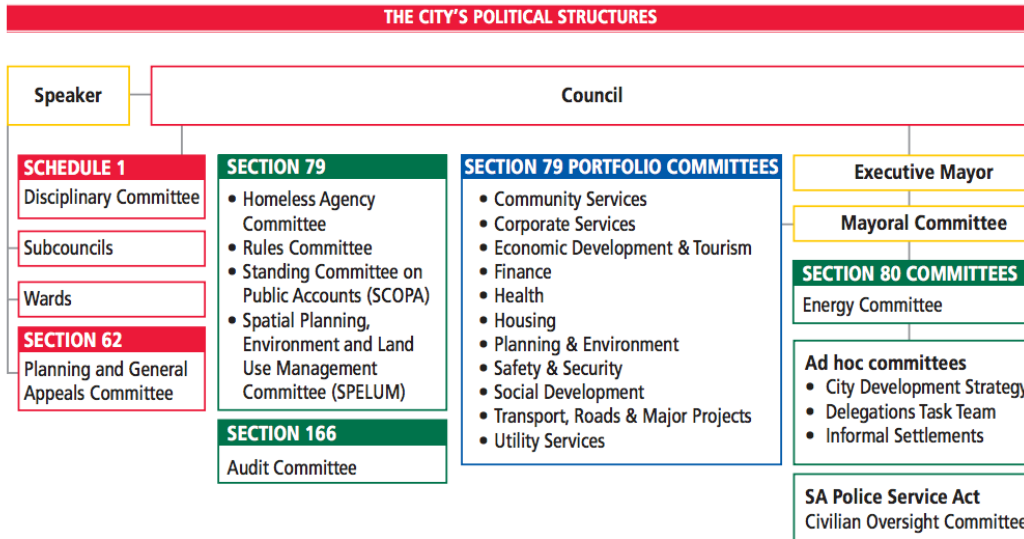 THE CITY'S POLITICAL STRUCTURES
Speaker
Council
SCHEDULE 1
Disciplinary Committee
Subcouncils
Wards
SECTION 62
Planning and General
Appeals Committee
SECTION 79
• Homeless Agency
Committee
• Rules Committee
• Standing Committee on
Public Accounts (SCOPA)
• Spatial Planning,
Environment and Land
Use Management
Committee (SPELUM)
SECTION 166
Audit Committee
SECTION 79 PORTFOLIO COMMITTEES
• Community Services
• Corporate Services
• Economic Development & Tourism
• Finance
• Health
• Housing
• Planning & Environment
• Safety & Security
• Social Development
• Transport, Roads & Major Projects
• Utility Services
Executive Mayor
Mayoral Committee
SECTION 80 COMMITTEES
Energy Committee
Ad hoc committees
• City Development Strategy
• Delegations Task Team
• Informal Settlements
SA Police Service Act
Civilian Oversight Committee